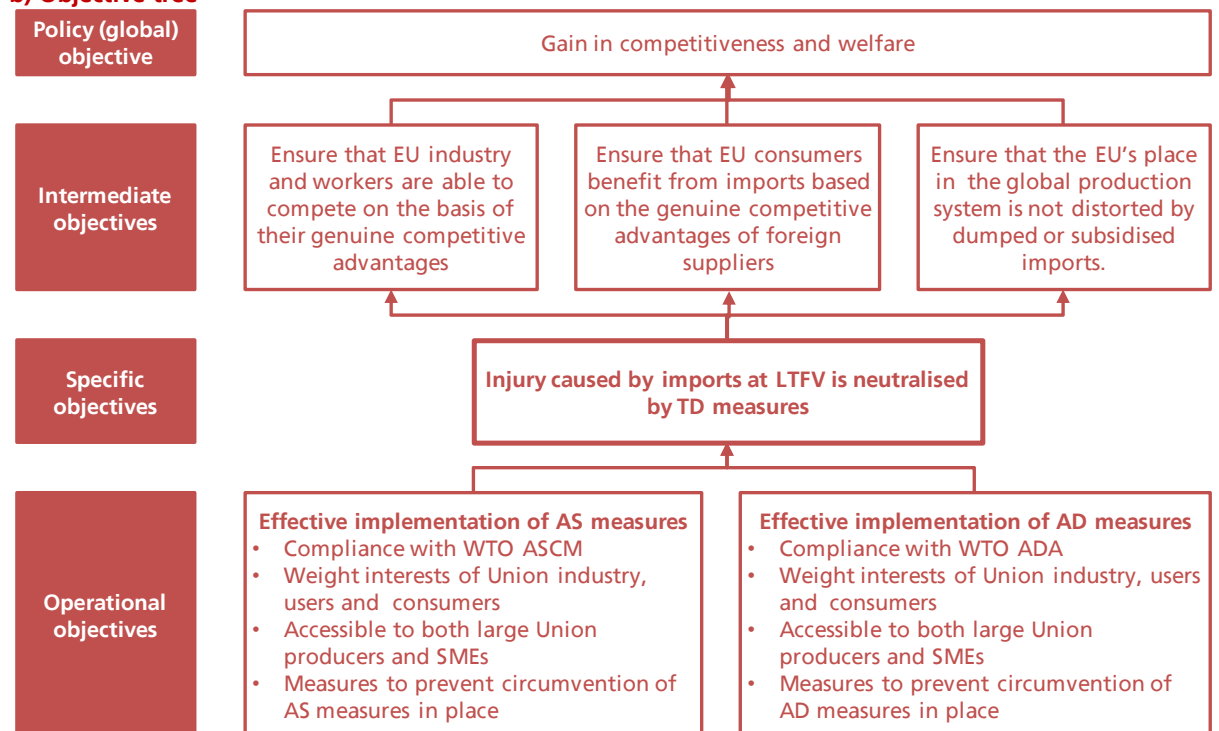 b) Objective tree
Policy (global)
objective
Gain in competitiveness and welfare
Intermediate
objectives
Ensure that EU industry
and workers are able to
compete on the basis of
their genuine competitive
advantages
Ensure that EU consumers
benefit from imports based
on the genuine competitive
advantages of foreign
suppliers
Ensure that the EU's place
in the global production
system is not distorted by
dumped or subsidised
imports.
Specific
objectives
Injury caused by imports at LTFV is neutralised
by TD measures
Operational
objectives
Effective implementation of AS measures
• Compliance with WTO ASCM
• Weight interests of Union industry,
users and consumers
• Accessible to both large Union
producers and SMEs
• Measures to prevent circumvention of
AS measures in place
Effective implementation of AD measures
• Compliance with WTO ADA
• Weight interests of Union industry, users
and consumers
• Accessible to both large Union
producers and SMEs
• Measures to prevent circumvention of
AD measures in place